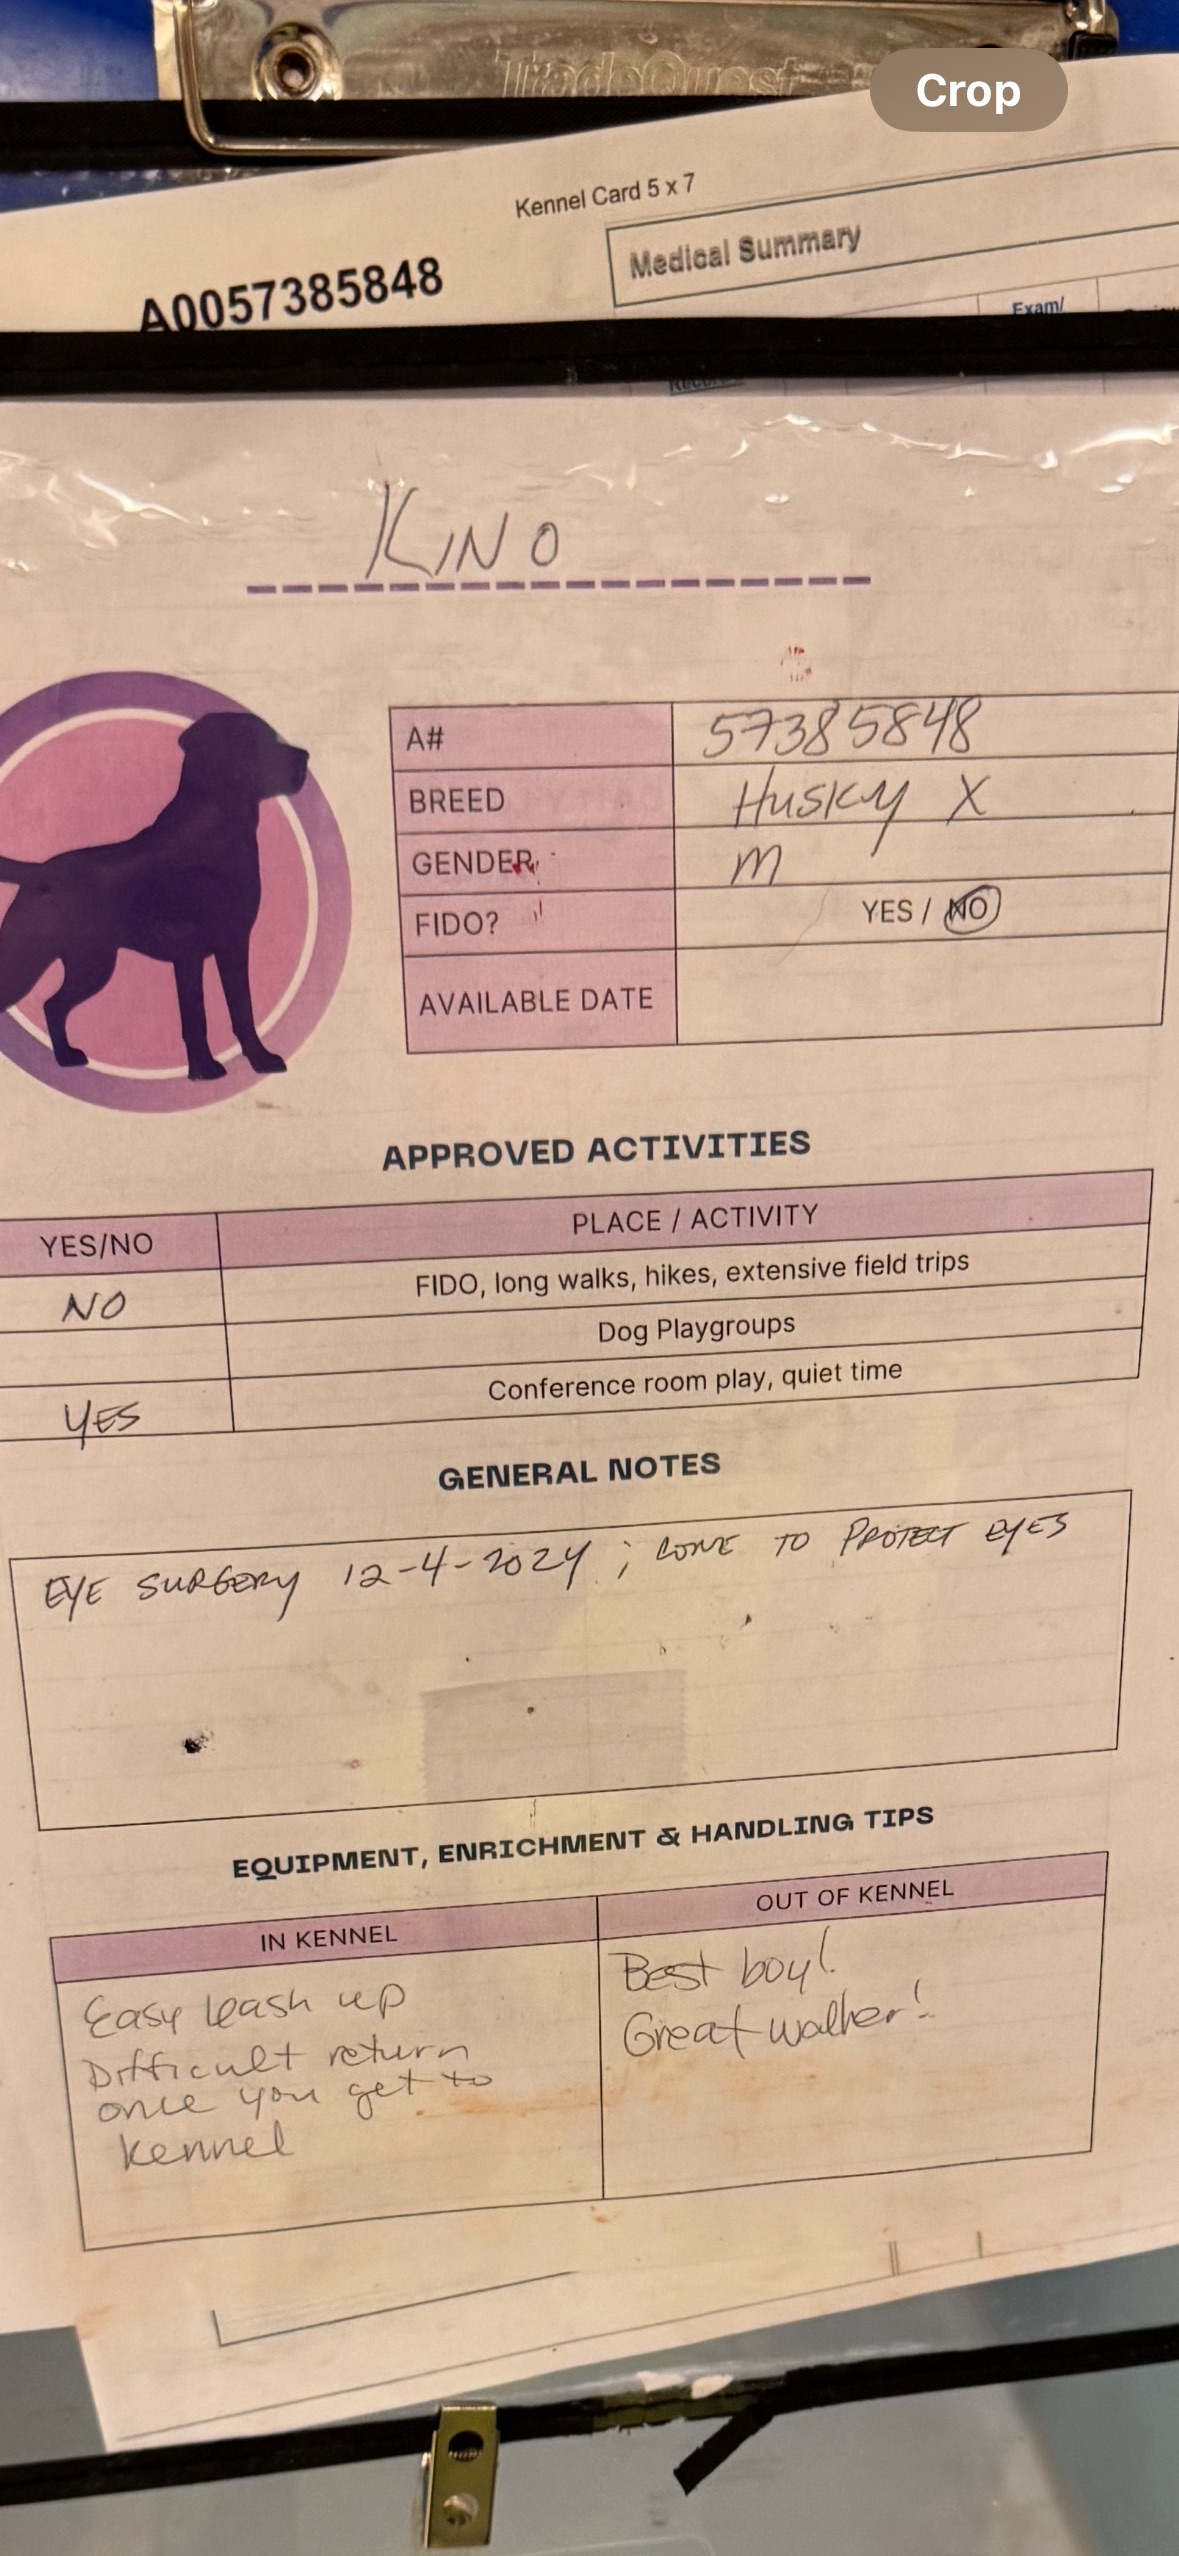 TradeQuest
Crop
Kennel Card 5 x 7
Medical Summary
A0057385848
Exam/
KINO
A# 57385848
BREED Husky X
GENDER M
FIDO? YES / NO
AVAILABLE DATE
APPROVED ACTIVITIES
YES/NO PLACE / ACTIVITY
NO FIDO, long walks, hikes, extensive field trips
Dog Playgroups
YES Conference room play, quiet time
GENERAL NOTES
EYE SURGERY 12-4-2024 ; CONE TO PROTECT EYES
EQUIPMENT, ENRICHMENT & HANDLING TIPS
IN KENNEL
Easy leash up
Difficult return
once you get to
kennel
OUT OF KENNEL
Best boy!
Great walker!